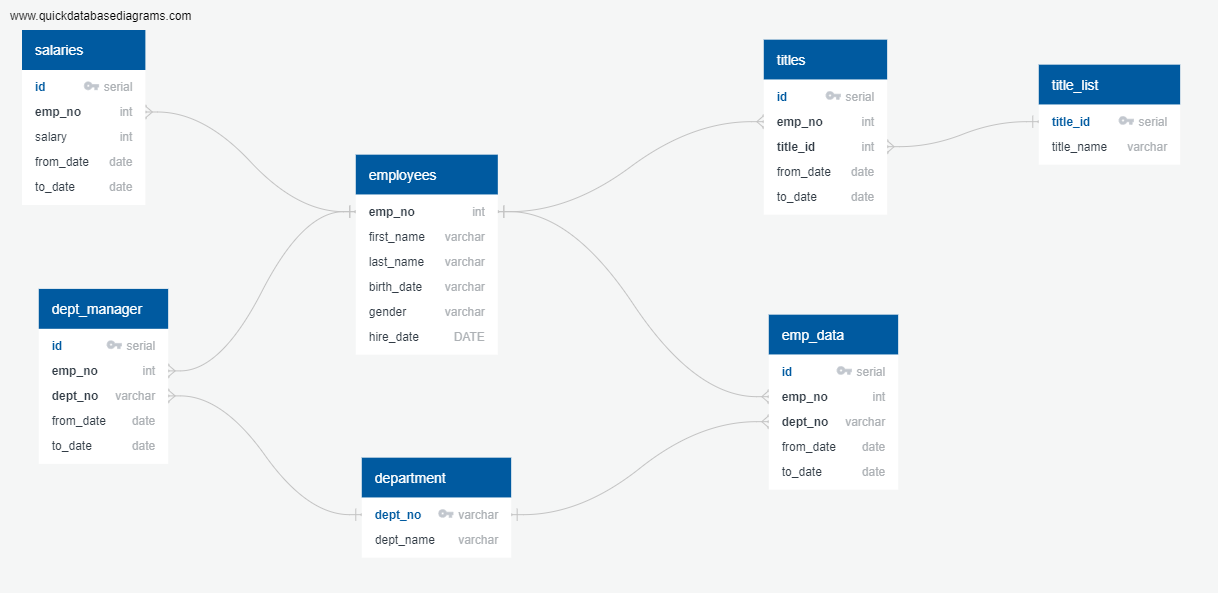 www.quickdatabasediagrams.com
salaries
id serial
emp_no int
salary int
from_date date
to_date date
titles
id serial
emp_no int
title_id int
from_date date
to_date date
title_list
title_id serial
title_name varchar
employees
emp_no int
first_name varchar
last_name varchar
birth_date varchar
gender varchar
hire_date DATE
dept_manager
id serial
emp_no int
dept_no varchar
from_date date
to_date date
emp_data
id serial
emp_no int
dept_no varchar
from_date date
to_date date
department
dept_no varchar
dept_name varchar